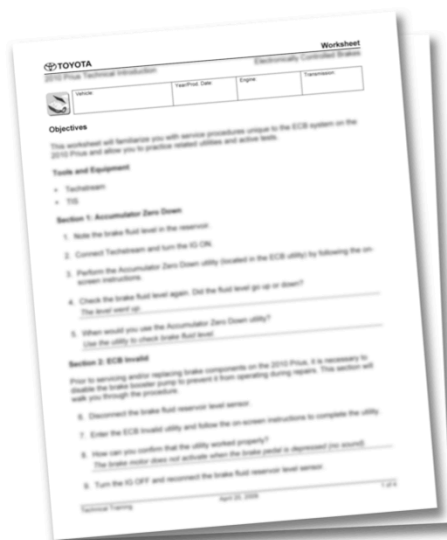 Worksheet
TOYOTA
2010 Prius Technical Introduction
Electronically Controlled Brakes
Vehicle
Year/Prod. Date
Engine
Transmission
Objectives
This worksheet will familiarize you with service procedures unique to the ECB system on the
2010 Prius and allow you to practice related utilities and active tests.
Tools and Equipment
• Techstream
• TIS
Section 1: Accumulator Zero Down
1. Note the brake fluid level in the reservoir.
2. Connect Techstream and turn the IG ON.
3. Perform the Accumulator Zero Down utility (located in the ECB utility) by following the on-
screen instructions.
4. Check the brake fluid level again. Did the fluid level go up or down?
The level went up.
5. When would you use the Accumulator Zero Down utility?
Use the utility to check brake fluid level.
Section 2: ECB Invalid
Prior to servicing and/or replacing brake components on the 2010 Prius, it is necessary to
disable the brake booster pump to prevent it from operating during repairs. This section will
walk you through the procedure.
6. Disconnect the brake fluid reservoir level sensor.
7. Enter the ECB Invalid utility and follow the on-screen instructions to complete the utility.
8. How can you confirm that the utility worked properly?
The brake motor does not activate when the brake pedal is depressed (no sound).
9. Turn the IG OFF and reconnect the brake fluid reservoir level sensor.
Technical Training
April 20, 2009